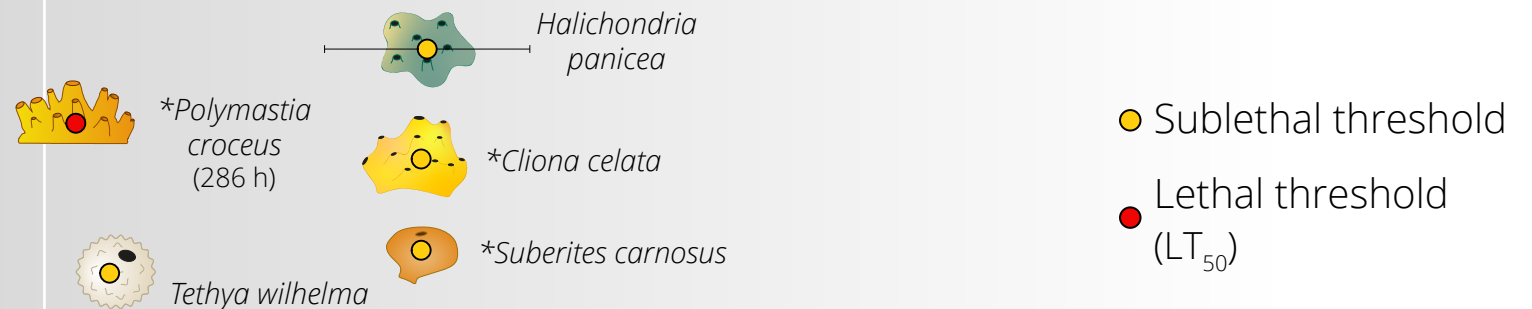 Halichondria
panicea
*Polymastia
croceus
(286 h)
*Cliona celata
*Suberites carnosus
Tethya wilhelma
Sublethal threshold
Lethal threshold
(LT50)